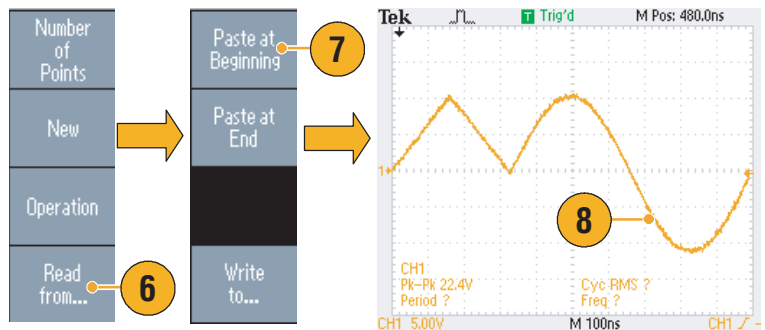 Number
of
Points
New
Operation
Read
from...
6
Paste at
Beginning
7
Paste at
End
Write
to...
Tek T Trig'd M Pos: 480.0ns
1
8
CH1
Pk-Pk 22.4V Cyc RMS ?
Period ? Freq ?
CH1 5.00V M 100ns CH1